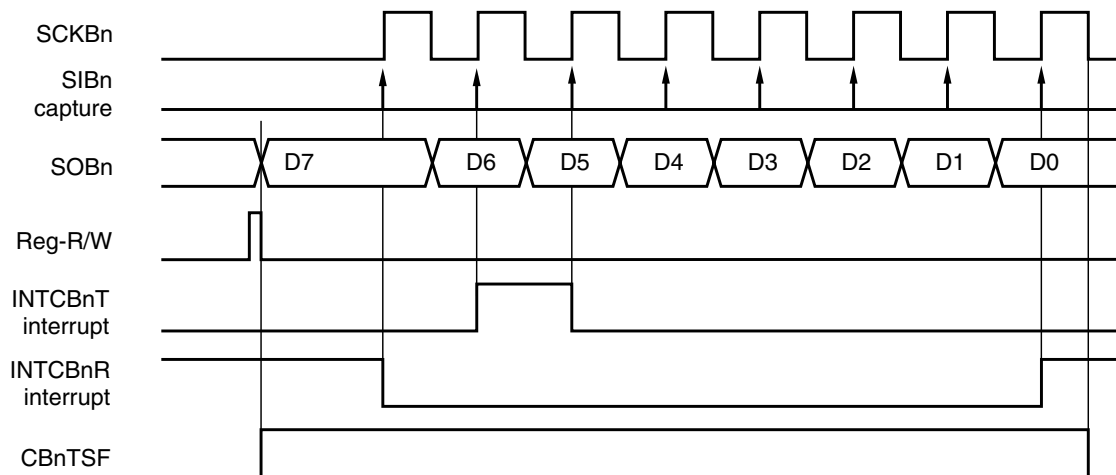 SCKBn
SIBn
capture
SOBn
D7 D6 D5 D4 D3 D2 D1 D0
Reg-R/W
INTCBnT
interrupt
INTCBnR
interrupt
CBnTSF